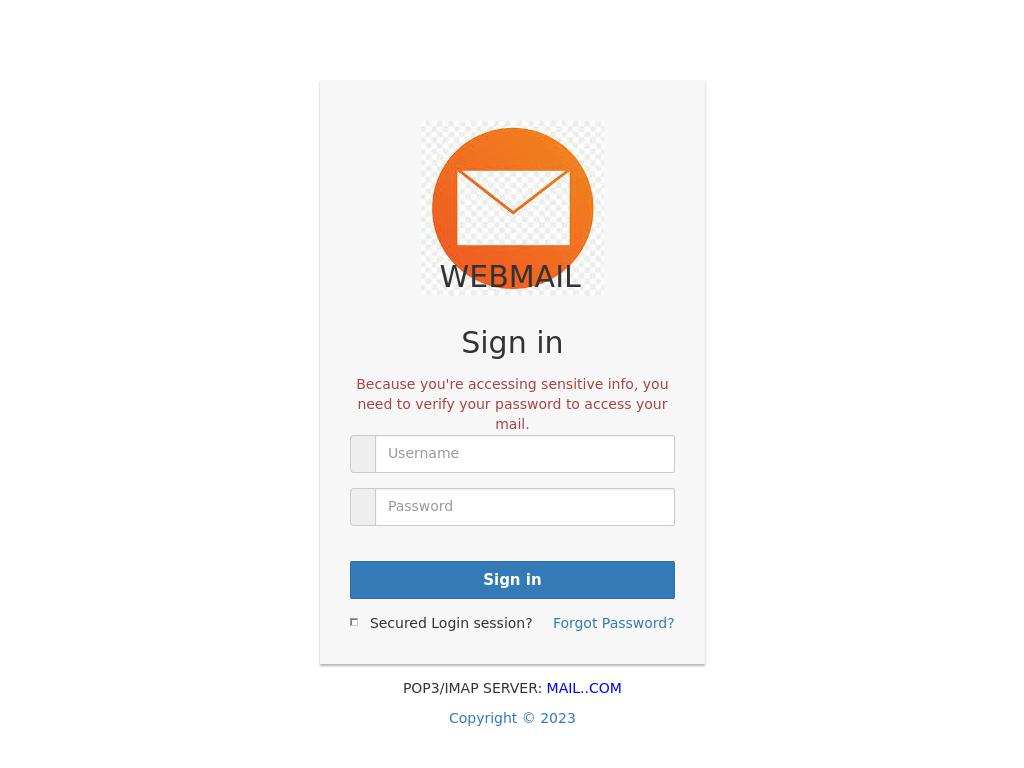 WEBMAIL
Sign in
Because you're accessing sensitive info, you
need to verify your password to access your
mail.
Username
Password
Sign in
Secured Login session? Forgot Password?
POP3/IMAP SERVER: MAIL..COM
Copyright © 2023